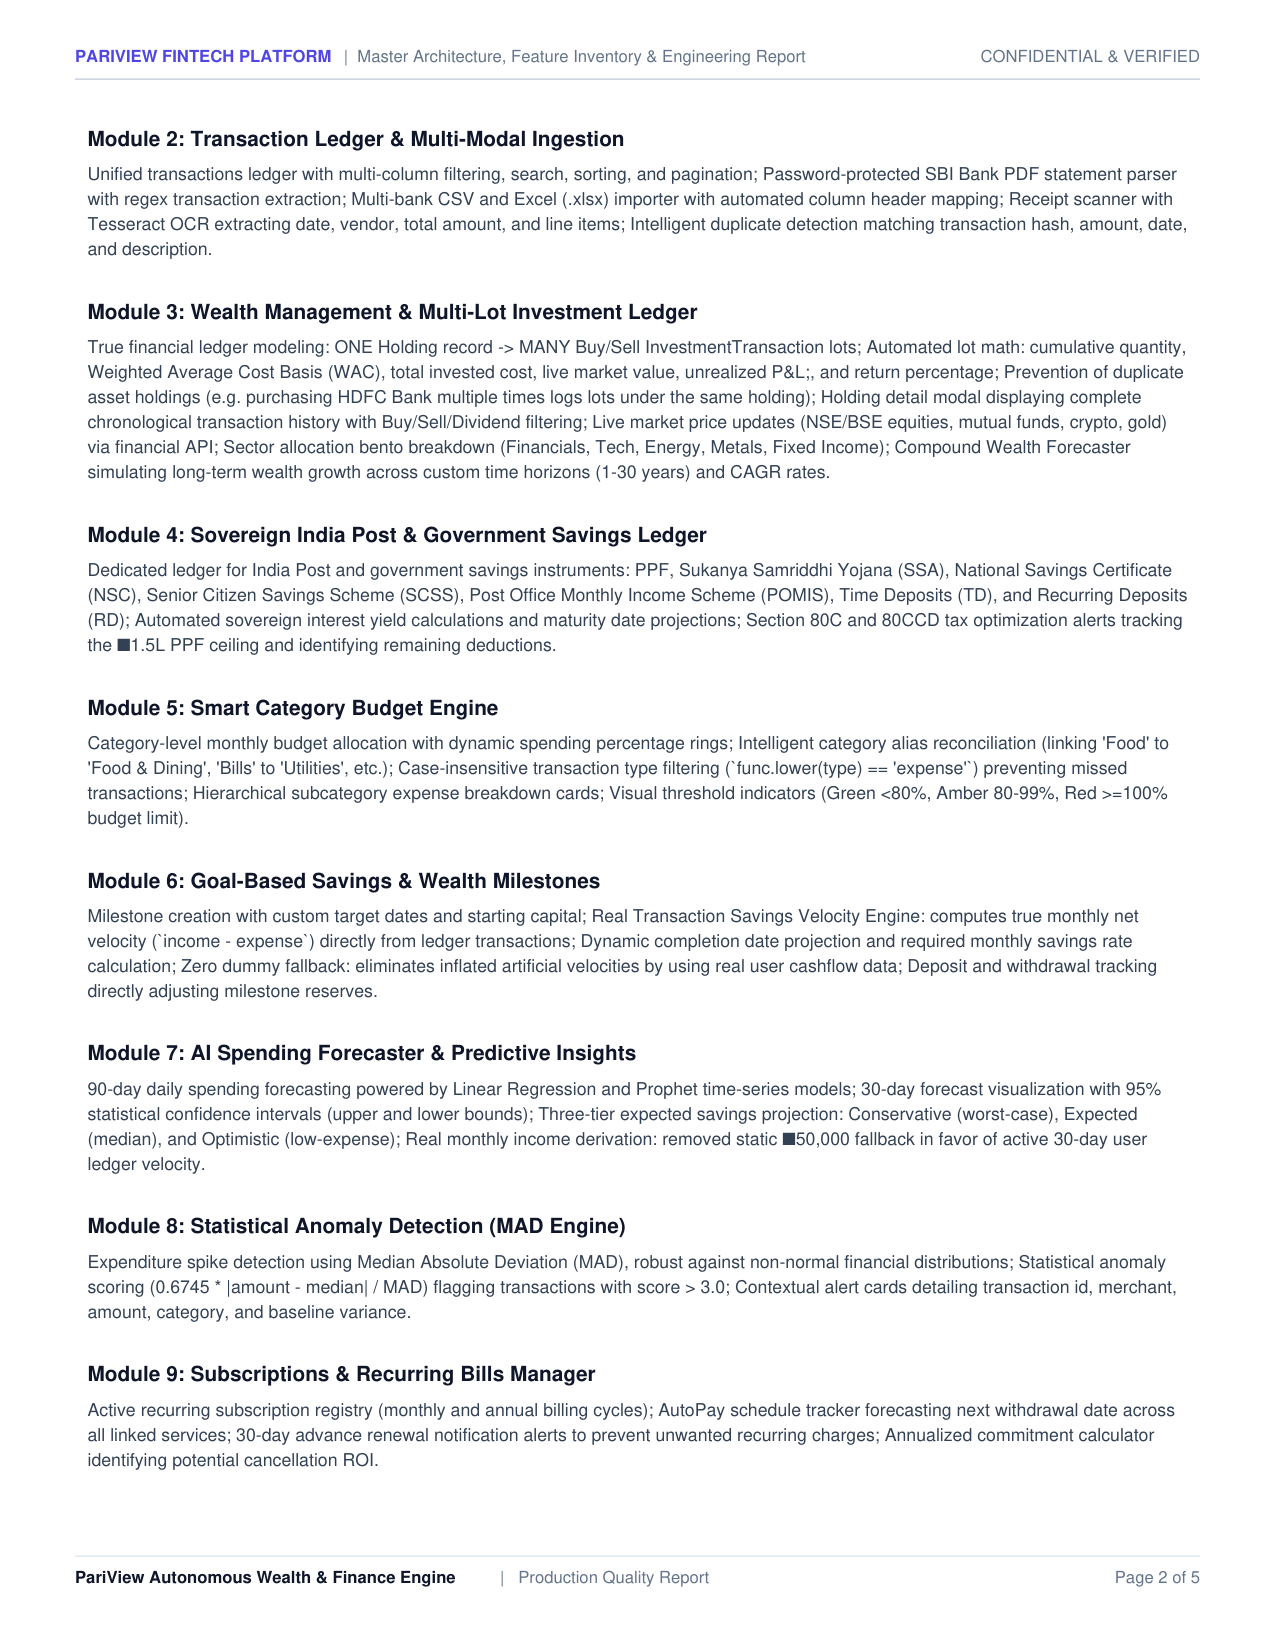 PARIVIEW FINTECH PLATFORM | Master Architecture, Feature Inventory & Engineering Report CONFIDENTIAL & VERIFIED
Module 2: Transaction Ledger & Multi-Modal Ingestion
Unified transactions ledger with multi-column filtering, search, sorting, and pagination; Password-protected SBI Bank PDF statement parser
with regex transaction extraction; Multi-bank CSV and Excel (.xlsx) importer with automated column header mapping; Receipt scanner with
Tesseract OCR extracting date, vendor, total amount, and line items; Intelligent duplicate detection matching transaction hash, amount, date,
and description.
Module 3: Wealth Management & Multi-Lot Investment Ledger
True financial ledger modeling: ONE Holding record -> MANY Buy/Sell InvestmentTransaction lots; Automated lot math: cumulative quantity,
Weighted Average Cost Basis (WAC), total invested cost, live market value, unrealized P&L;, and return percentage; Prevention of duplicate
asset holdings (e.g. purchasing HDFC Bank multiple times logs lots under the same holding); Holding detail modal displaying complete
chronological transaction history with Buy/Sell/Dividend filtering; Live market price updates (NSE/BSE equities, mutual funds, crypto, gold)
via financial API; Sector allocation bento breakdown (Financials, Tech, Energy, Metals, Fixed Income); Compound Wealth Forecaster
simulating long-term wealth growth across custom time horizons (1-30 years) and CAGR rates.
Module 4: Sovereign India Post & Government Savings Ledger
Dedicated ledger for India Post and government savings instruments: PPF, Sukanya Samriddhi Yojana (SSA), National Savings Certificate
(NSC), Senior Citizen Savings Scheme (SCSS), Post Office Monthly Income Scheme (POMIS), Time Deposits (TD), and Recurring Deposits
(RD); Automated sovereign interest yield calculations and maturity date projections; Section 80C and 80CCD tax optimization alerts tracking
the ■1.5L PPF ceiling and identifying remaining deductions.
Module 5: Smart Category Budget Engine
Category-level monthly budget allocation with dynamic spending percentage rings; Intelligent category alias reconciliation (linking 'Food' to
'Food & Dining', 'Bills' to 'Utilities', etc.); Case-insensitive transaction type filtering (`func.lower(type) == 'expense'`) preventing missed
transactions; Hierarchical subcategory expense breakdown cards; Visual threshold indicators (Green <80%, Amber 80-99%, Red >=100%
budget limit).
Module 6: Goal-Based Savings & Wealth Milestones
Milestone creation with custom target dates and starting capital; Real Transaction Savings Velocity Engine: computes true monthly net
velocity (`income - expense`) directly from ledger transactions; Dynamic completion date projection and required monthly savings rate
calculation; Zero dummy fallback: eliminates inflated artificial velocities by using real user cashflow data; Deposit and withdrawal tracking
directly adjusting milestone reserves.
Module 7: AI Spending Forecaster & Predictive Insights
90-day daily spending forecasting powered by Linear Regression and Prophet time-series models; 30-day forecast visualization with 95%
statistical confidence intervals (upper and lower bounds); Three-tier expected savings projection: Conservative (worst-case), Expected
(median), and Optimistic (low-expense); Real monthly income derivation: removed static ■50,000 fallback in favor of active 30-day user
ledger velocity.
Module 8: Statistical Anomaly Detection (MAD Engine)
Expenditure spike detection using Median Absolute Deviation (MAD), robust against non-normal financial distributions; Statistical anomaly
scoring (0.6745 * |amount - median| / MAD) flagging transactions with score > 3.0; Contextual alert cards detailing transaction id, merchant,
amount, category, and baseline variance.
Module 9: Subscriptions & Recurring Bills Manager
Active recurring subscription registry (monthly and annual billing cycles); AutoPay schedule tracker forecasting next withdrawal date across
all linked services; 30-day advance renewal notification alerts to prevent unwanted recurring charges; Annualized commitment calculator
identifying potential cancellation ROI.
PariView Autonomous Wealth & Finance Engine | Production Quality Report Page 2 of 5